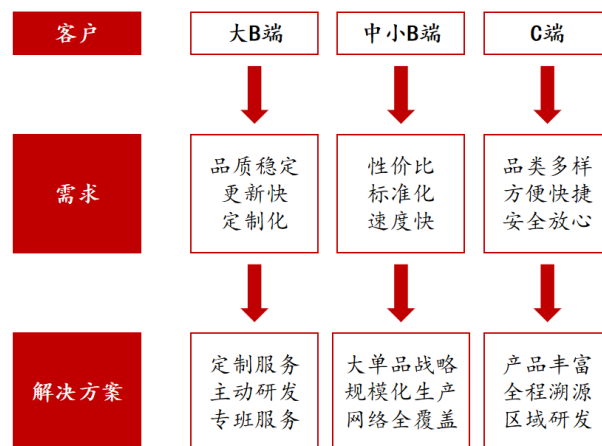 客户
大B端
中小B端
C端
需求
品质稳定
更新快
定制化
性价比
标准化
速度快
品类多样
方便快捷
安全放心
解决方案
定制服务
主动研发
专班服务
大单品战略
规模化生产
网络全覆盖
产品丰富
全程溯源
区域研发